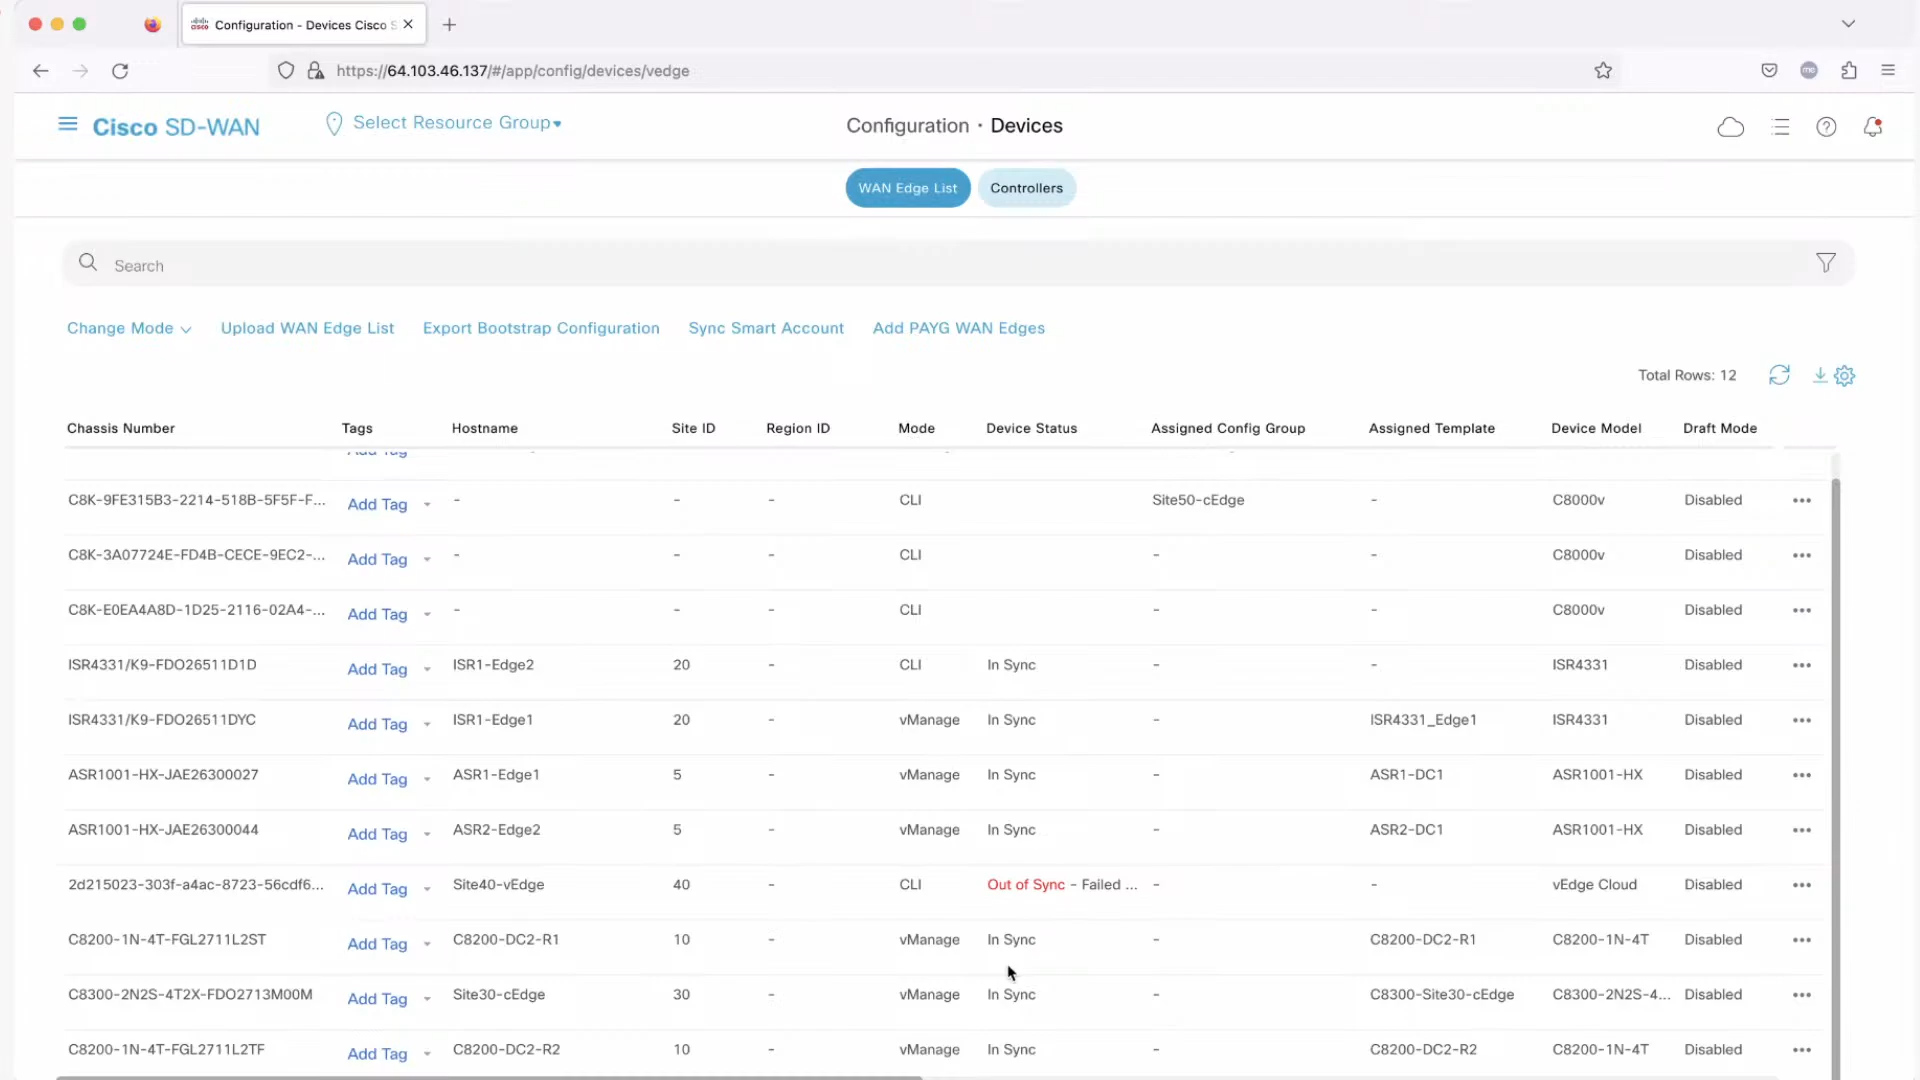 Configuration - Devices Cisco S
https://64.103.46.137/#/app/config/devices/vedge
Cisco SD-WAN Select Resource Group Configuration · Devices
WAN Edge List Controllers
Search
Change Mode Upload WAN Edge List Export Bootstrap Configuration Sync Smart Account Add PAYG WAN Edges
Total Rows: 12
Chassis Number Tags Hostname Site ID Region ID Mode Device Status Assigned Config Group Assigned Template Device Model Draft Mode
Add Tag
C8K-9FE315B3-2214-518B-5F5F-F... Add Tag - - - CLI Site50-cEdge - C8000v Disabled
C8K-3A07724E-FD4B-CECE-9EC2-... Add Tag - - - CLI - - C8000v Disabled
C8K-E0EA4A8D-1D25-2116-02A4-... Add Tag - - - CLI - - C8000v Disabled
ISR4331/K9-FDO26511D1D Add Tag ISR1-Edge2 20 - CLI In Sync - - ISR4331 Disabled
ISR4331/K9-FDO26511DYC Add Tag ISR1-Edge1 20 - vManage In Sync - ISR4331_Edge1 ISR4331 Disabled
ASR1001-HX-JAE26300027 Add Tag ASR1-Edge1 5 - vManage In Sync - ASR1-DC1 ASR1001-HX Disabled
ASR1001-HX-JAE26300044 Add Tag ASR2-Edge2 5 - vManage In Sync - ASR2-DC1 ASR1001-HX Disabled
2d215023-303f-a4ac-8723-56cdf6... Add Tag Site40-vEdge 40 - CLI Out of Sync - Failed ... - - vEdge Cloud Disabled
C8200-1N-4T-FGL2711L2ST Add Tag C8200-DC2-R1 10 - vManage In Sync - C8200-DC2-R1 C8200-1N-4T Disabled
C8300-2N2S-4T2X-FDO2713M00M Add Tag Site30-cEdge 30 - vManage In Sync - C8300-Site30-cEdge C8300-2N2S-4... Disabled
C8200-1N-4T-FGL2711L2TF Add Tag C8200-DC2-R2 10 - vManage In Sync - C8200-DC2-R2 C8200-1N-4T Disabled